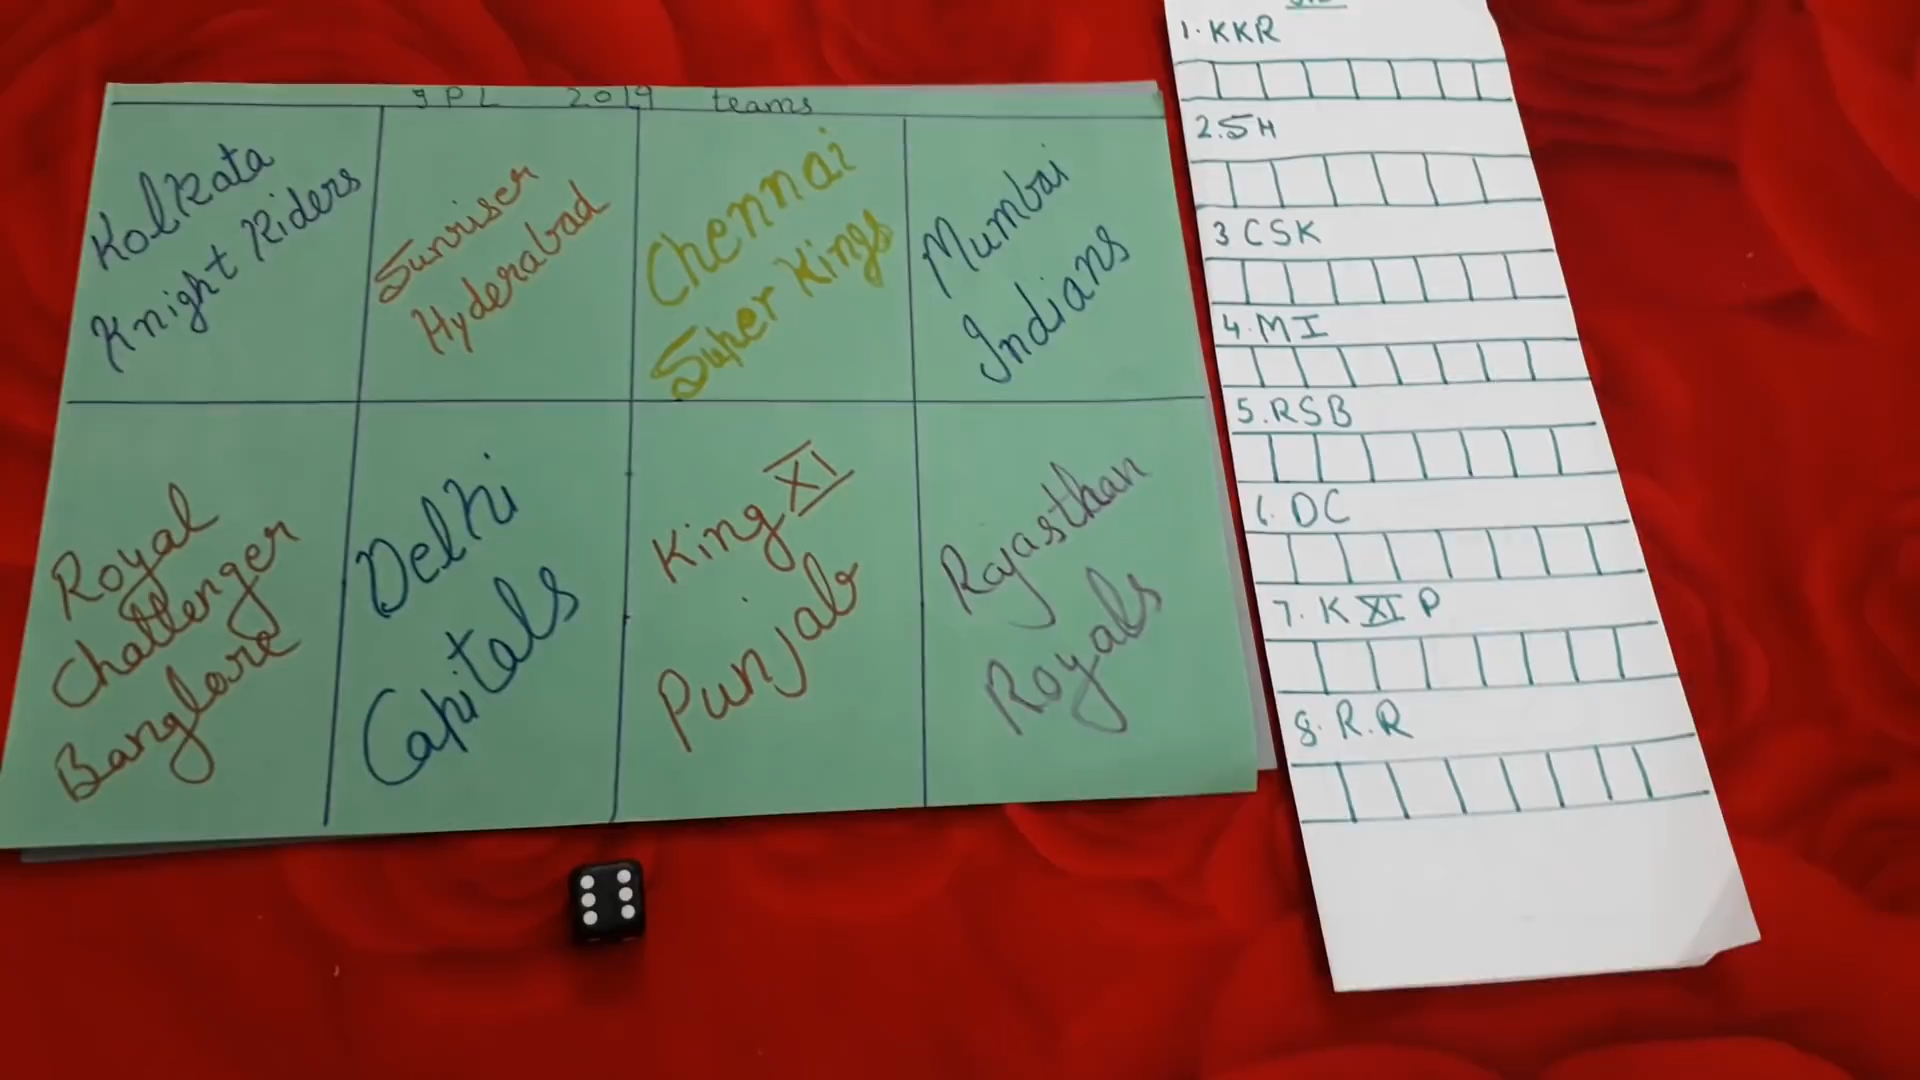 IPL 2019 teams
Kolkata
Knight Riders
Sunriser
Hyderabad
Chennai
Super Kings
Mumbai
Indians
Royal
Challenger
Banglore
Delhi
Capitals
King XI
Punjab
Rajasthan
Royals
1. KKR
2. SH
3 CSK
4. MI
5. RSB
6. DC
7. K XI P
8. R.R